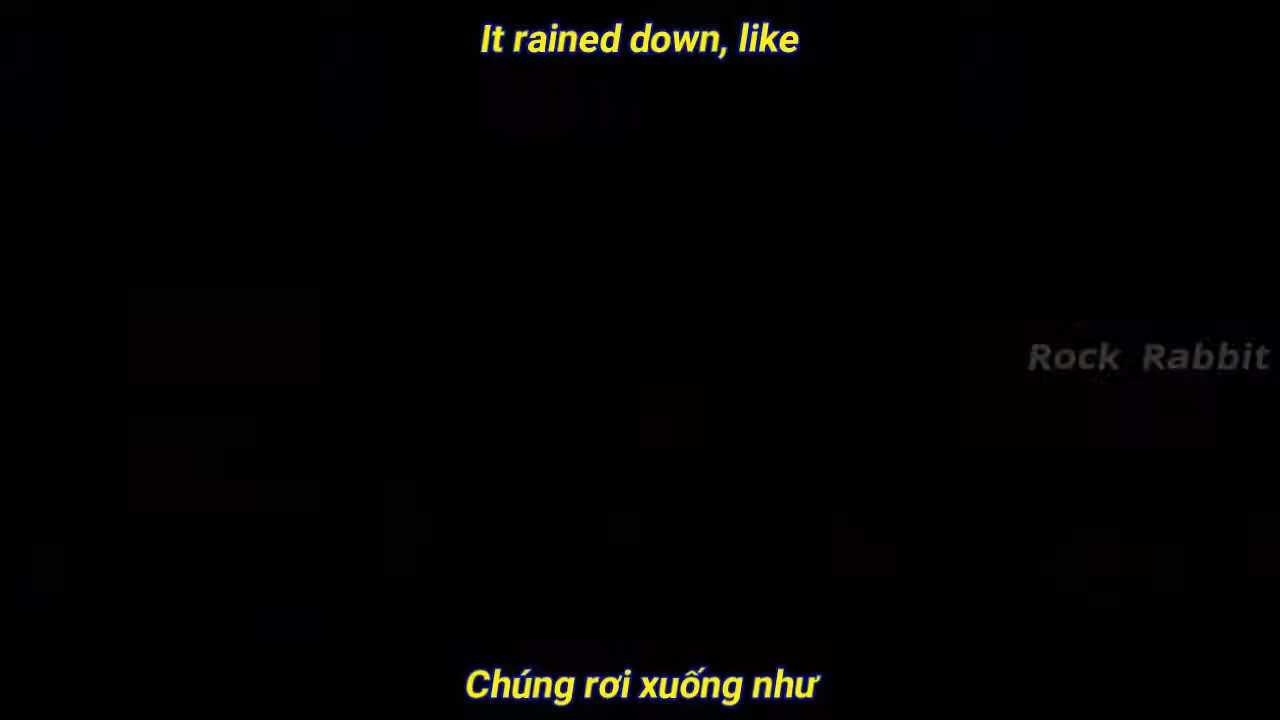 It rained down, like
Rock Rabbit
Chúng rơi xuống như